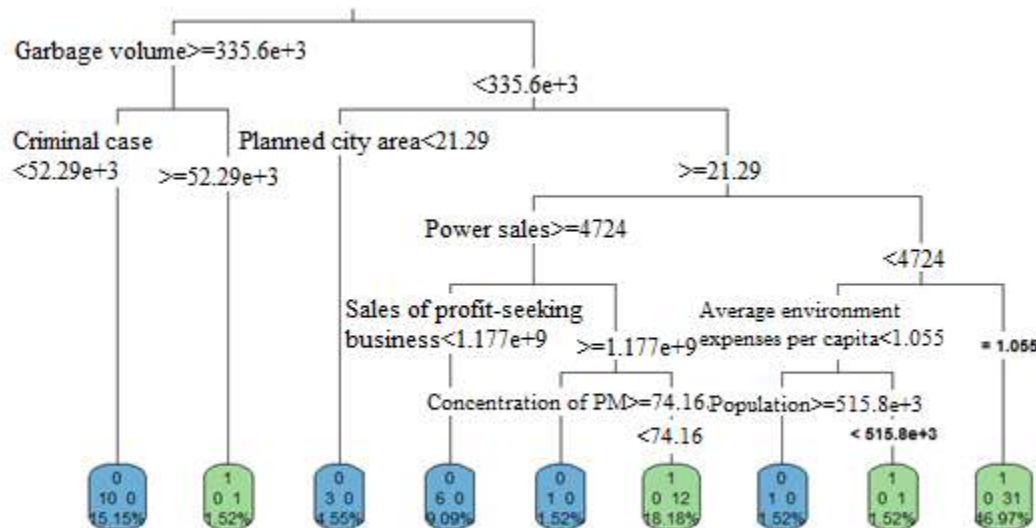 Garbage volume>=335.6e+3
<335.6e+3
Criminal case
<52.29e+3
>=52.29e+3
Planned city area<21.29
>=21.29
Power sales>=4724
<4724
Sales of profit-seeking
business<1.177e+9
>=1.177e+9
Average environment
expenses per capita<1.055
= 1.055
Concentration of PM>=74.16
<74.16
Population>=515.8e+3
< 515.8e+3
0
10 0
15.15%
1
0 1
1.52%
0
3 0
4.55%
0
6 0
9.09%
0
1 0
1.52%
1
0 12
18.18%
0
1 0
1.52%
1
0 1
1.52%
1
0 31
46.97%